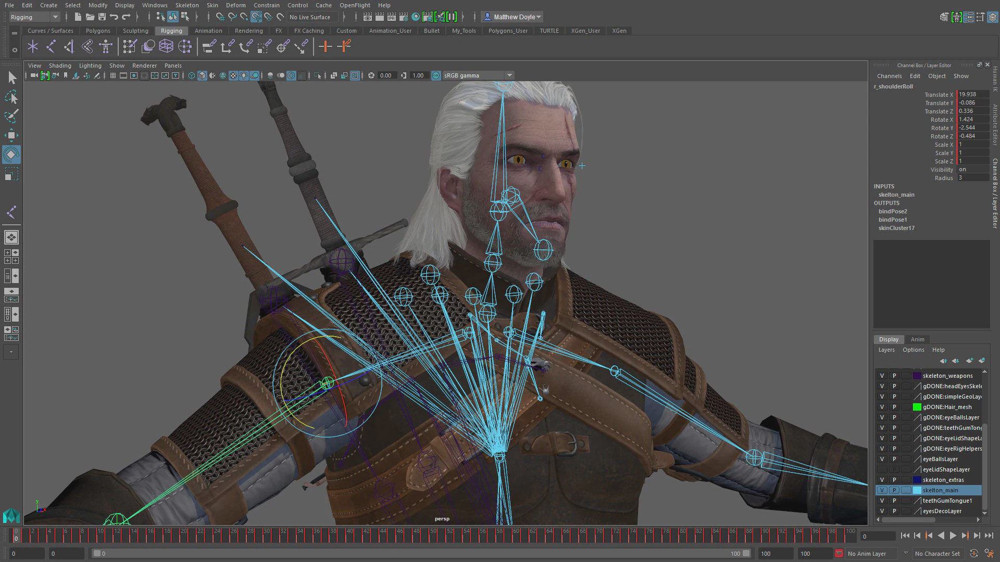 File Edit Create Select Modify Display Windows Skeleton Skin Deform Constrain Control Cache OpenFlight Help
Rigging
No Live Surface
Matthew Doyle
Curves / Surfaces Polygons Sculpting Rigging Animation Rendering FX FX Caching Custom Animation_User Bullet My_Tools Polygons_User TURTLE XGen_User XGen
View Shading Lighting Show Renderer Panels
0.00 1.00 ON sRGB gamma
Channel Box / Layer Editor
Channels Edit Object Show
r_shoulderRoll
Translate X 19.938
Translate Y -0.086
Translate Z 0.336
Rotate X 1.424
Rotate Y -2.544
Rotate Z -0.484
Scale X 1
Scale Y 1
Scale Z 1
Visibility on
Radius 3
INPUTS
skelton_main
OUTPUTS
bindPose2
bindPose1
skinCluster17
Human IK
Attribute Editor
Channel Box / Layer Editor
Display Anim
Layers Options Help
V P skeleton_weapons
V P gDONE:headEyesSkele
V P gDONE:simpleGeoLaye
V P gDONE:Hair_mesh
V P gDONE:eyeBallsLayer
V P gDONE:teethGumTong
V P gDONE:eyeLidShapeLa
V P gDONE:eyeRigHelpers
V P eyeBallsLayer
eyeLidShapeLayer
V P skeleton_extras
V P skelton_main
V P teethGumTongue1
V P eyesDecoLayer
C
C
y
x
persp
0 2 4 6 8 10 12 14 16 18 20 22 24 26 28 30 32 34 36 38 40 42 44 46 48 50 52 54 56 58 60 62 64 66 68 70 72 74 76 78 80 82 84 86 88 90 92 94 96 98 100
0
0
0 0 0 100 100 100 No Anim Layer No Character Set